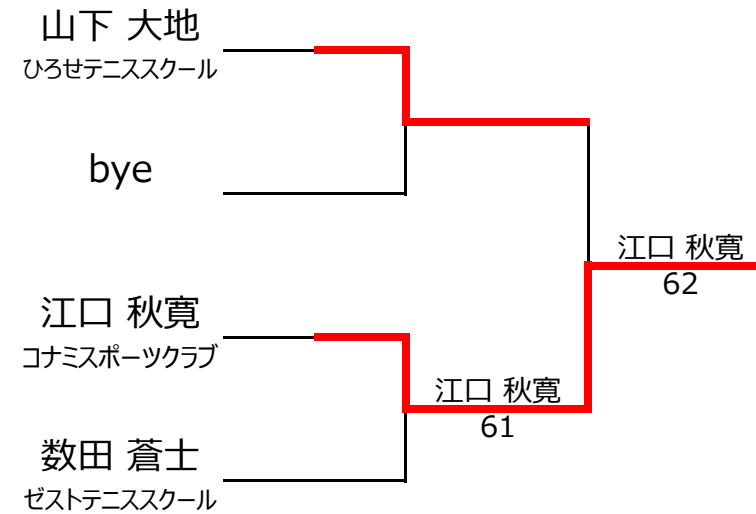 山下 大地
ひろせテニススクール
bye
江口 秋寛
62
江口 秋寛
コナミスポーツクラブ
江口 秋寛
61
数田 蒼士
ゼストテニススクール